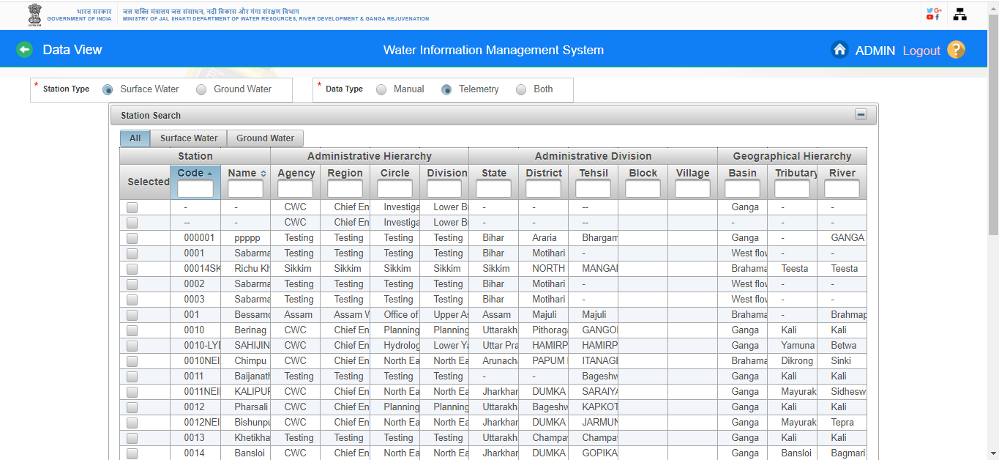 भारत सरकार
GOVERNMENT OF INDIA
जल शक्ति मंत्रालय जल संसाधन, नदी विकास और गंगा संरक्षण विभाग
MINISTRY OF JAL SHAKTI DEPARTMENT OF WATER RESOURCES, RIVER DEVELOPMENT & GANGA REJUVENATION
Data View Water Information Management System ADMIN Logout ?
* Station Type Surface Water Ground Water * Data Type Manual Telemetry Both
Station Search
All Surface Water Ground Water
Station Administrative Hierarchy Administrative Division Geographical Hierarchy
Selected Code Name Agency Region Circle Division State District Tehsil Block Village Basin Tributary River
- - CWC Chief En Investiga Lower B - - -- Ganga - -
-- - CWC Chief En Investiga Lower B - - -- - - -
000001 ppppp Testing Testing Testing Testing Bihar Araria Bhargam Ganga - GANGA
0001 Sabarma Testing Testing Testing Testing Bihar Motihari - West flow - -
00014SK Richu Kh Sikkim Sikkim Sikkim Sikkim Sikkim NORTH MANGAN Brahama Teesta Teesta
0002 Sabarma Testing Testing Testing Testing Bihar Motihari - West flow - -
0003 Sabarma Testing Testing Testing Testing Bihar Motihari - West flow - -
001 Bessamo Assam Assam W Office of Upper As Assam Majuli Majuli Brahama - Brahmap
0010 Berinag CWC Chief En Planning Planning Uttarakh Pithorag GANGOL Ganga Kali Kali
0010-LYD SAHIJIN CWC Chief En Hydrolog Lower Ya Uttar Pra HAMIRP HAMIRP Ganga Yamuna Betwa
0010NEI Chimpu CWC Chief En North Ea North Ea Arunach PAPUM ITANAG Brahama Dikrong Sinki
0011 Baijanath Testing Testing Testing Testing - - Bageshw Ganga Kali Kali
0011NEI KALIPUR CWC Chief En North Ea North Ea Jharkhan DUMKA SARAIYA Ganga Mayurak Sidhesw
0012 Pharsali CWC Chief En Planning Planning Uttarakh Bageshw KAPKOT Ganga Kali Kali
0012NEI Bishunpu CWC Chief En North Ea North Ea Jharkhan DUMKA JARMUN Ganga Mayurak Tepra
0013 Khetikha Testing Testing Testing Testing Uttarakh Champa Champa Ganga Kali Kali
0014 Bansloi CWC Chief En North Ea North Ea Jharkhan DUMKA GOPIKA Ganga Bansloi Bagmari